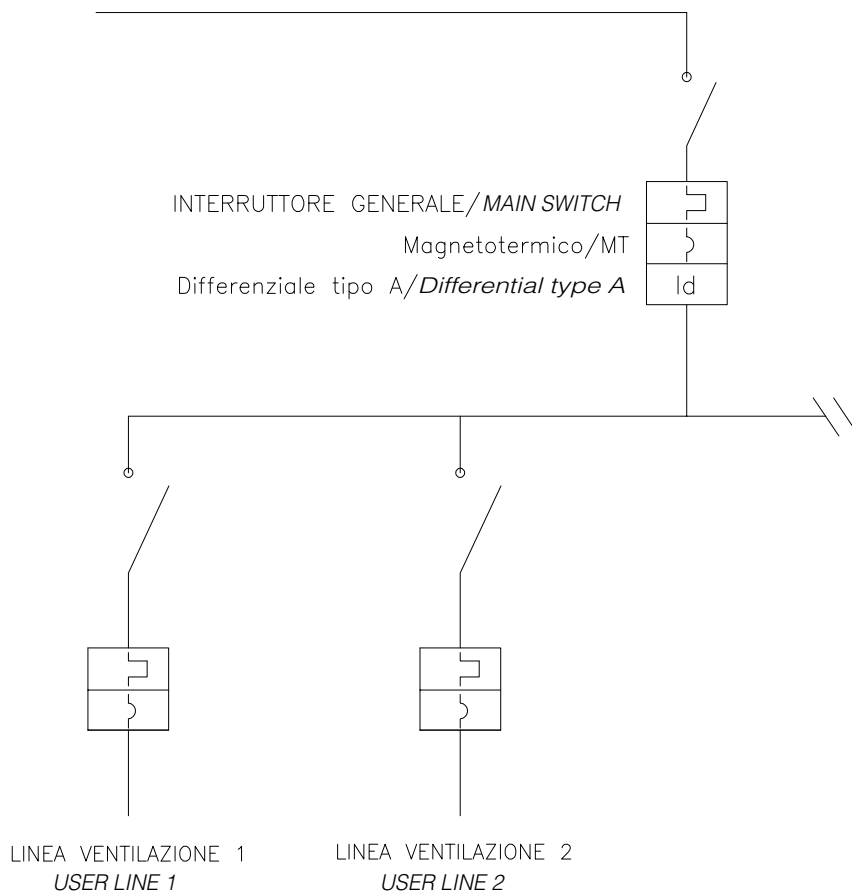 INTERRUTTORE GENERALE/MAIN SWITCH
Magnetotermico/MT
Differenziale tipo A/Differential type A
Id
LINEA VENTILAZIONE 1
USER LINE 1
LINEA VENTILAZIONE 2
USER LINE 2